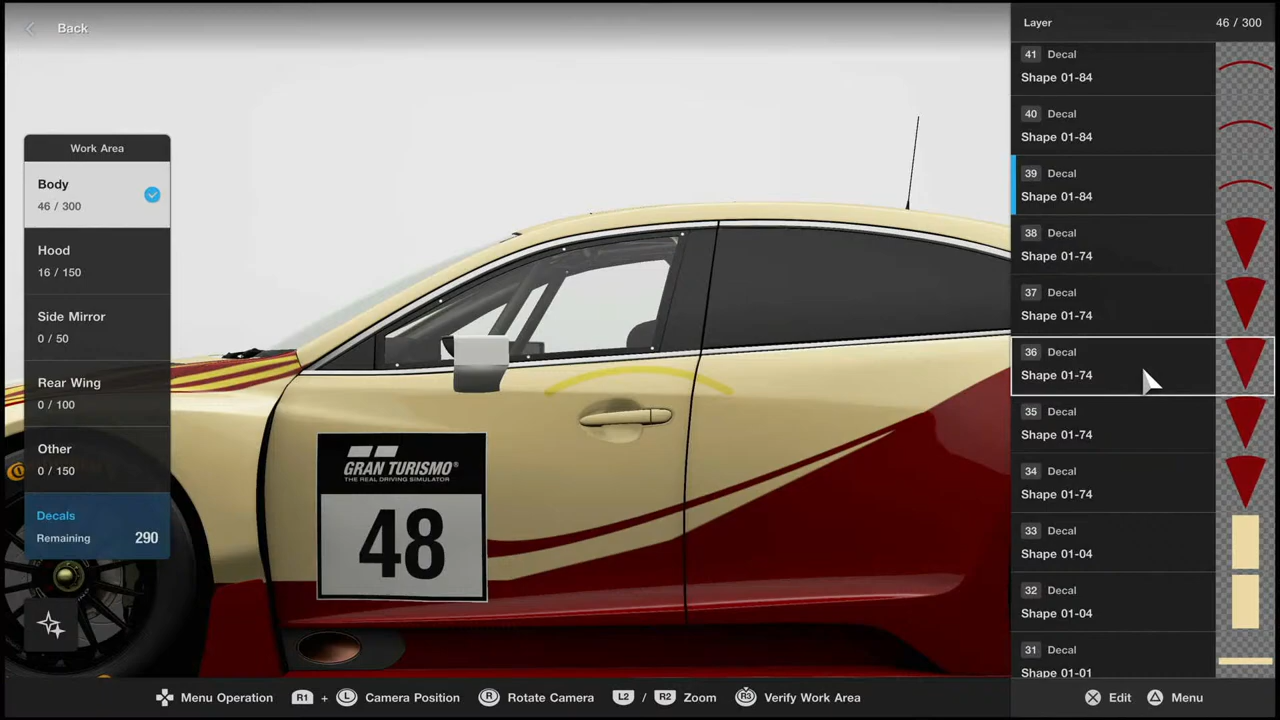 Back
Work Area
Body
46 / 300
Hood
16 / 150
Side Mirror
0 / 50
Rear Wing
0 / 100
Other
0 / 150
Decals
Remaining 290
GRAN TURISMO®
THE REAL DRIVING SIMULATOR
48
Layer 46 / 300
41 Decal
Shape 01-84
40 Decal
Shape 01-84
39 Decal
Shape 01-84
38 Decal
Shape 01-74
37 Decal
Shape 01-74
36 Decal
Shape 01-74
35 Decal
Shape 01-74
34 Decal
Shape 01-74
33 Decal
Shape 01-04
32 Decal
Shape 01-04
31 Decal
Shape 01-01
Menu Operation R1 + L Camera Position R Rotate Camera L2 / R2 Zoom R3 Verify Work Area Edit Menu